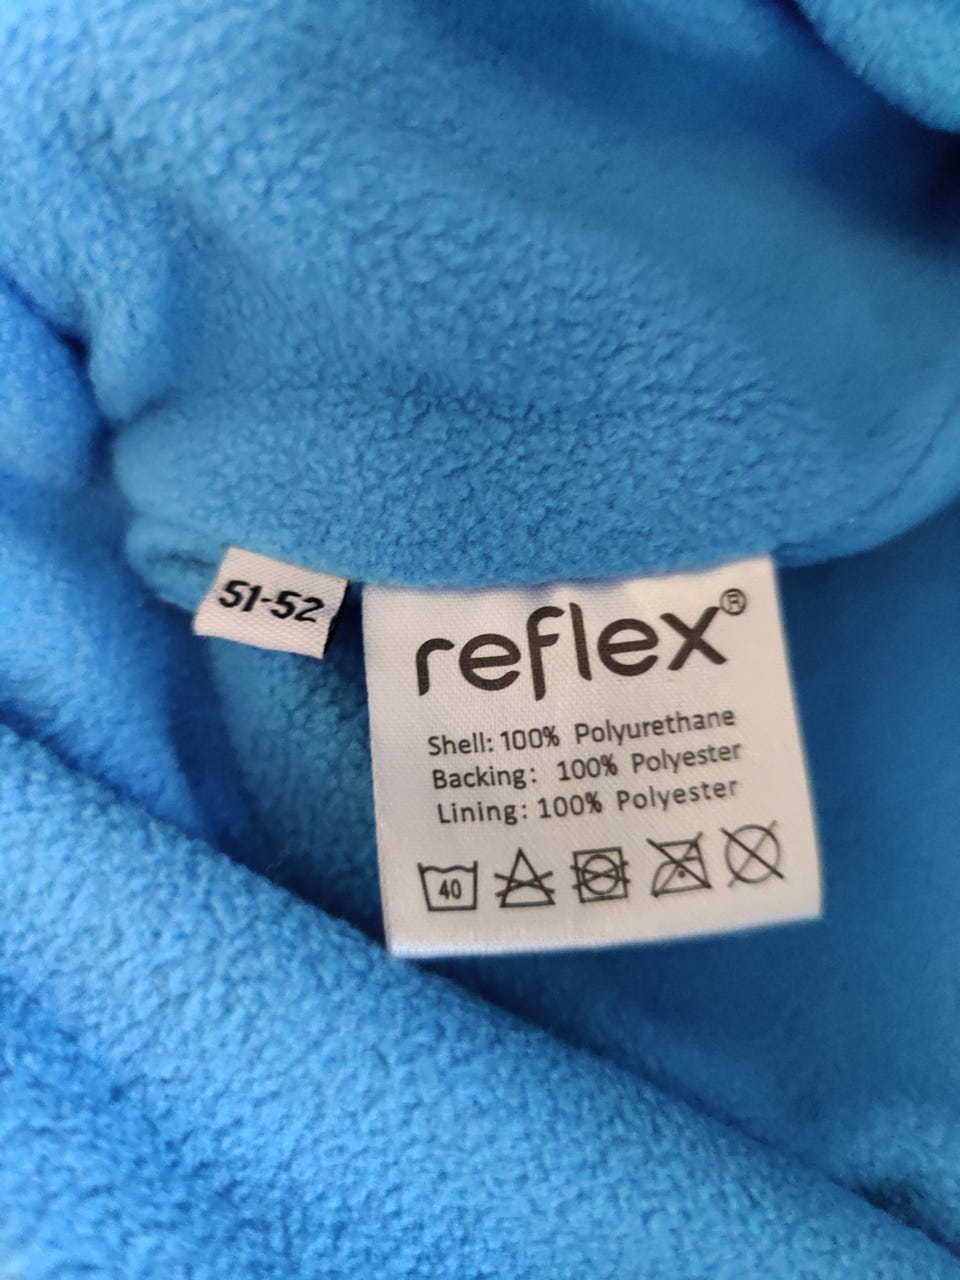 51-52
reflex®
Shell: 100% Polyurethane
Backing: 100% Polyester
Lining: 100% Polyester
40